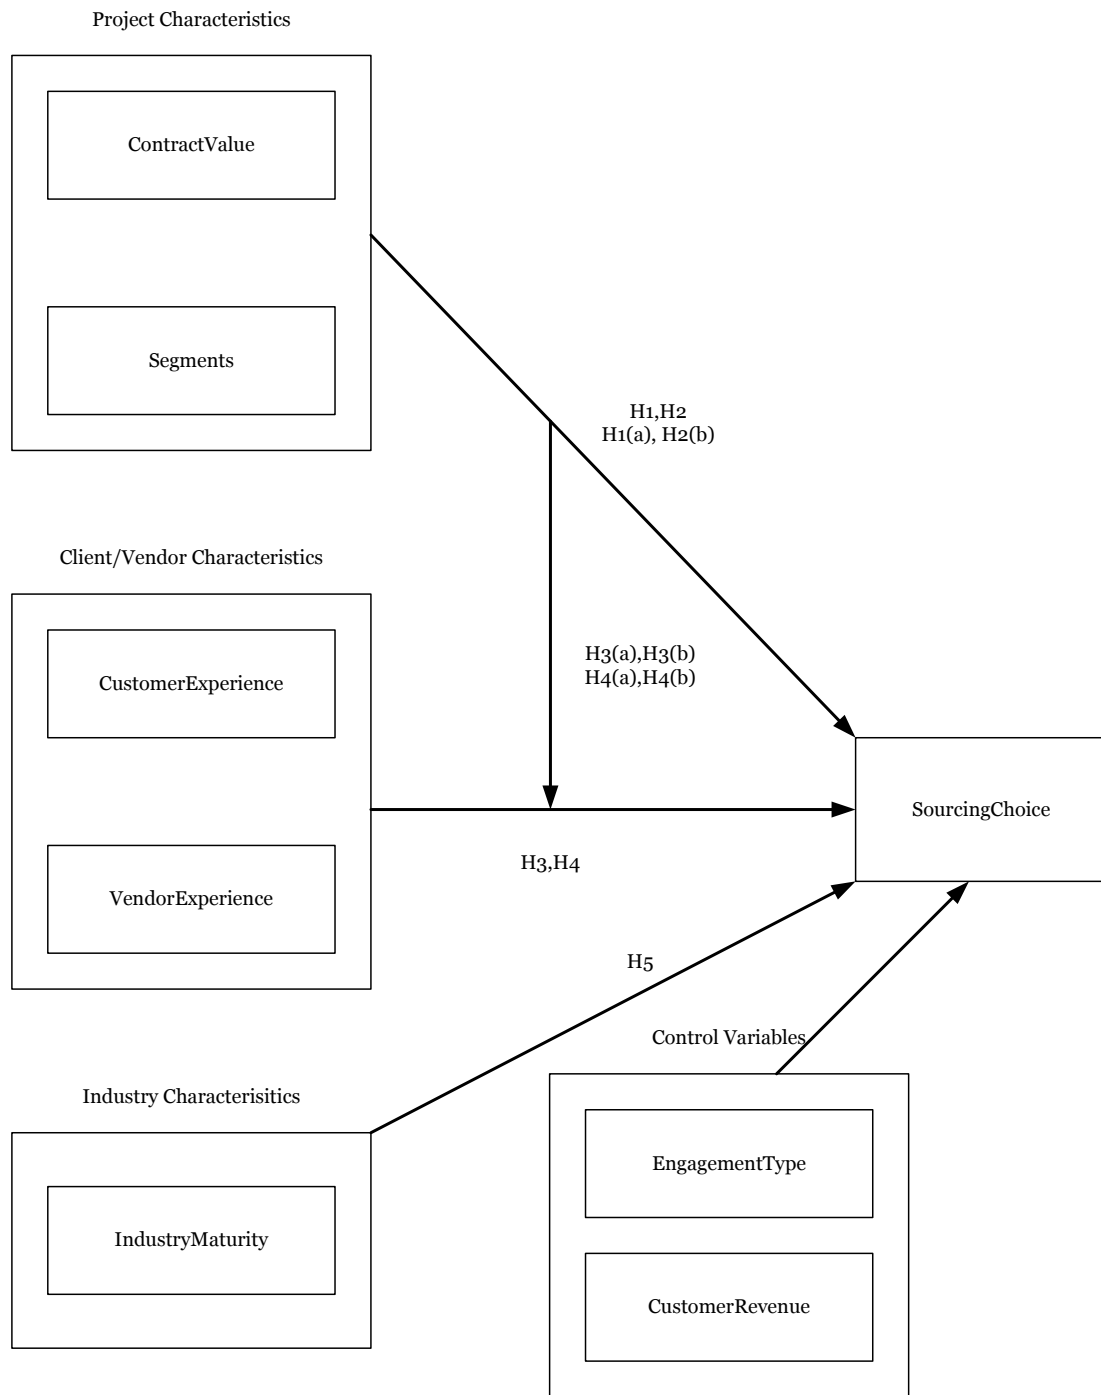 Project Characteristics
ContractValue
Segments
H1,H2
H1(a), H2(b)
Client/Vendor Characteristics
CustomerExperience
H3(a),H3(b)
H4(a),H4(b)
SourcingChoice
H3,H4
VendorExperience
H5
Control Variables
Industry Characterisitics
EngagementType
IndustryMaturity
CustomerRevenue